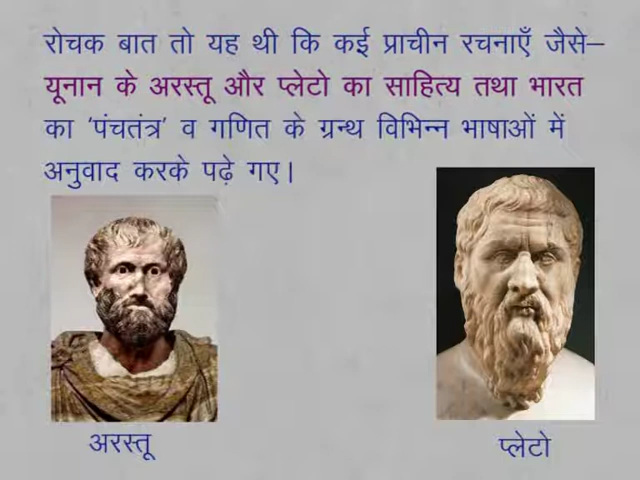 रोचक बात तो यह थी कि कई प्राचीन रचनाएँ जैसे–
यूनान के अरस्तू और प्लेटो का साहित्य तथा भारत
का ‘पंचतंत्र’ व गणित के ग्रन्थ विभिन्न भाषाओं में
अनुवाद करके पढ़े गए।
अरस्तू
प्लेटो